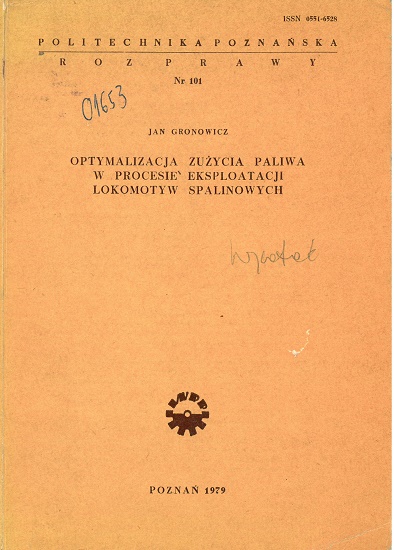 ISSN 0551-6528
POLITECHNIKA POZNAŃSKA
ROZPRAWY
Nr 101
01653
JAN GRONOWICZ
OPTYMALIZACJA ZUŻYCIA PALIWA
W PROCESIE EKSPLOATACJI
LOKOMOTYW SPALINOWYCH
POZNAŃ 1979